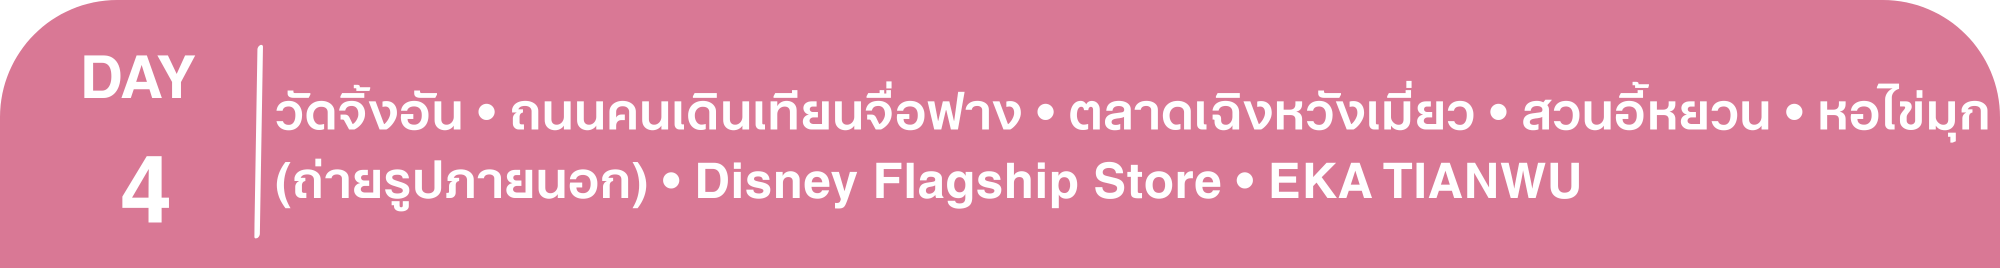 DAY
4
วัดจิ้งอัน • ถนนคนเดินเทียนจื่อฟาง • ตลาดเฉิงหวังเมี่ยว • สวนอี้หยวน • หอไข่มุก
(ถ่ายรูปภายนอก) • Disney Flagship Store • EKA TIANWU